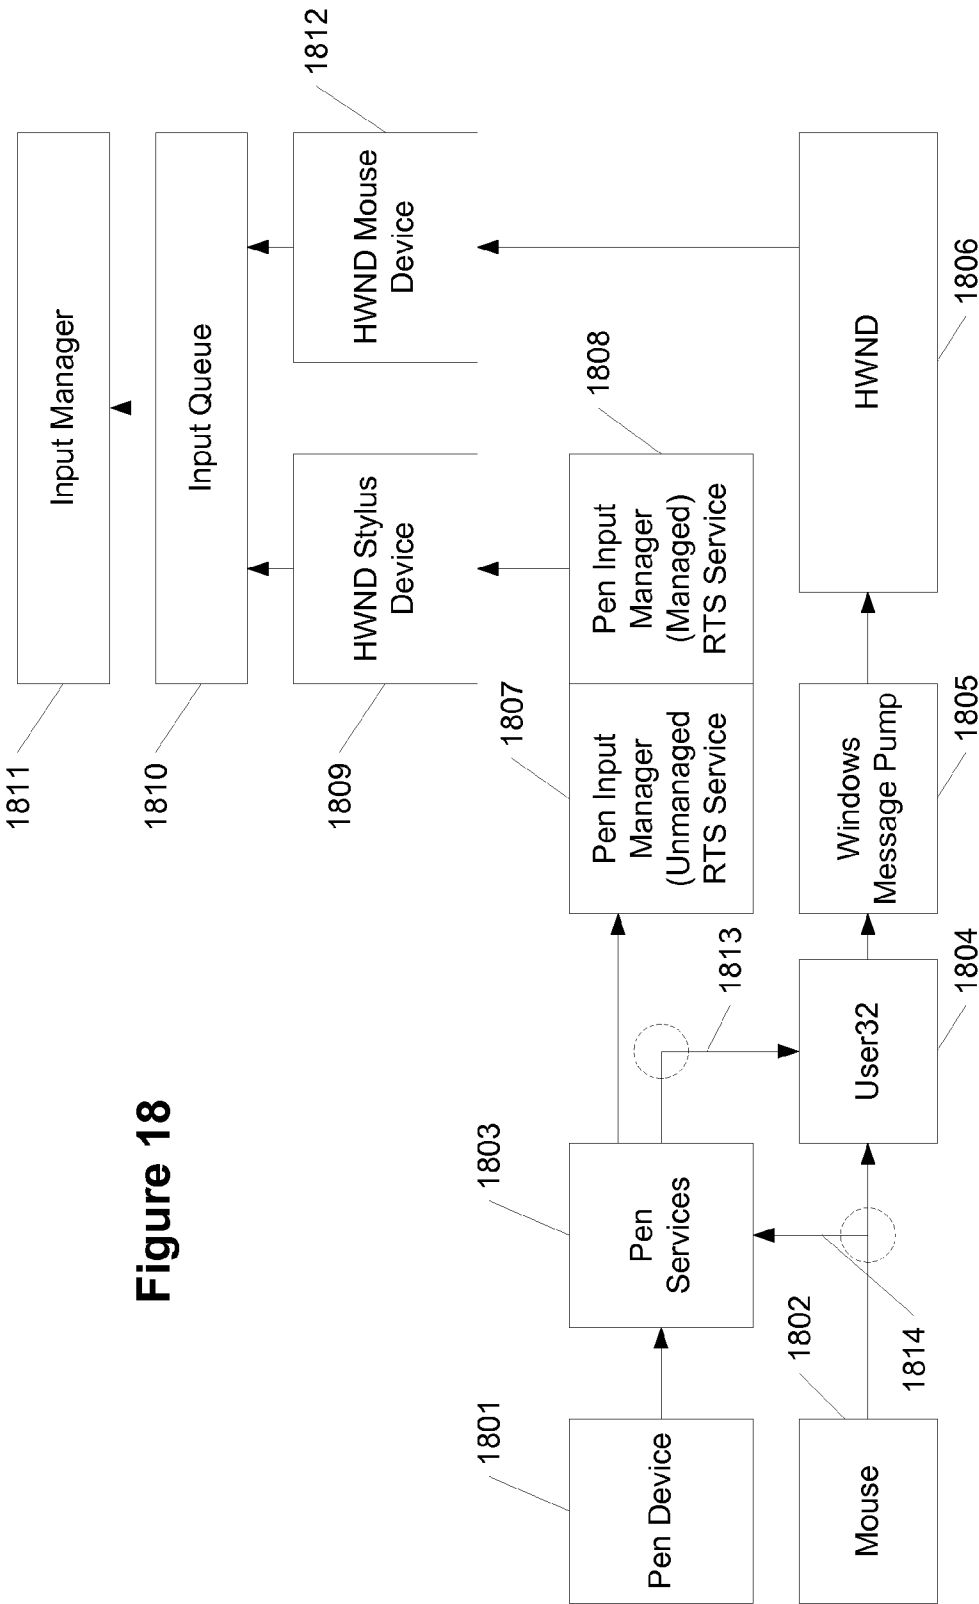 1811
Input Manager
Figure 18
1810
Input Queue
1812
1809
HWND Stylus
Device
HWND Mouse
Device
1801
1803
1807
1808
Pen Device
Pen
Services
Pen Input
Manager
(Unmanaged
RTS Service
Pen Input
Manager
(Managed)
RTS Service
1813
1802
Mouse
User32
Windows
Message Pump
HWND
1814
1804
1805
1806